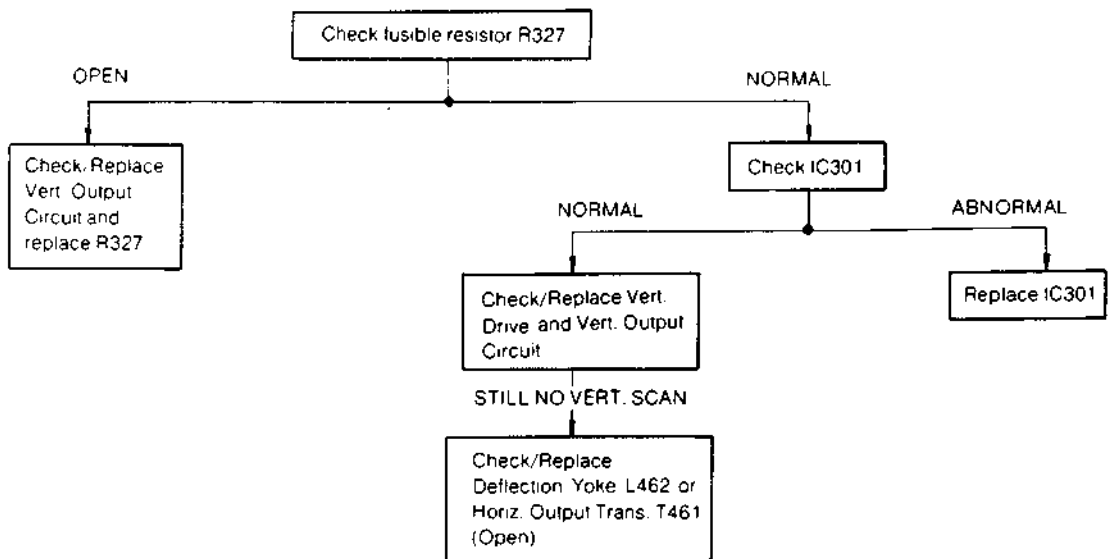 Check fusible resistor R327
OPEN
NORMAL
Check/Replace
Vert. Output
Circuit and
replace R327
Check IC301
NORMAL
ABNORMAL
Check/Replace Vert.
Drive and Vert. Output
Circuit
Replace IC301
STILL NO VERT. SCAN
Check/Replace
Deflection Yoke L462 or
Horiz. Output Trans. T461
(Open)